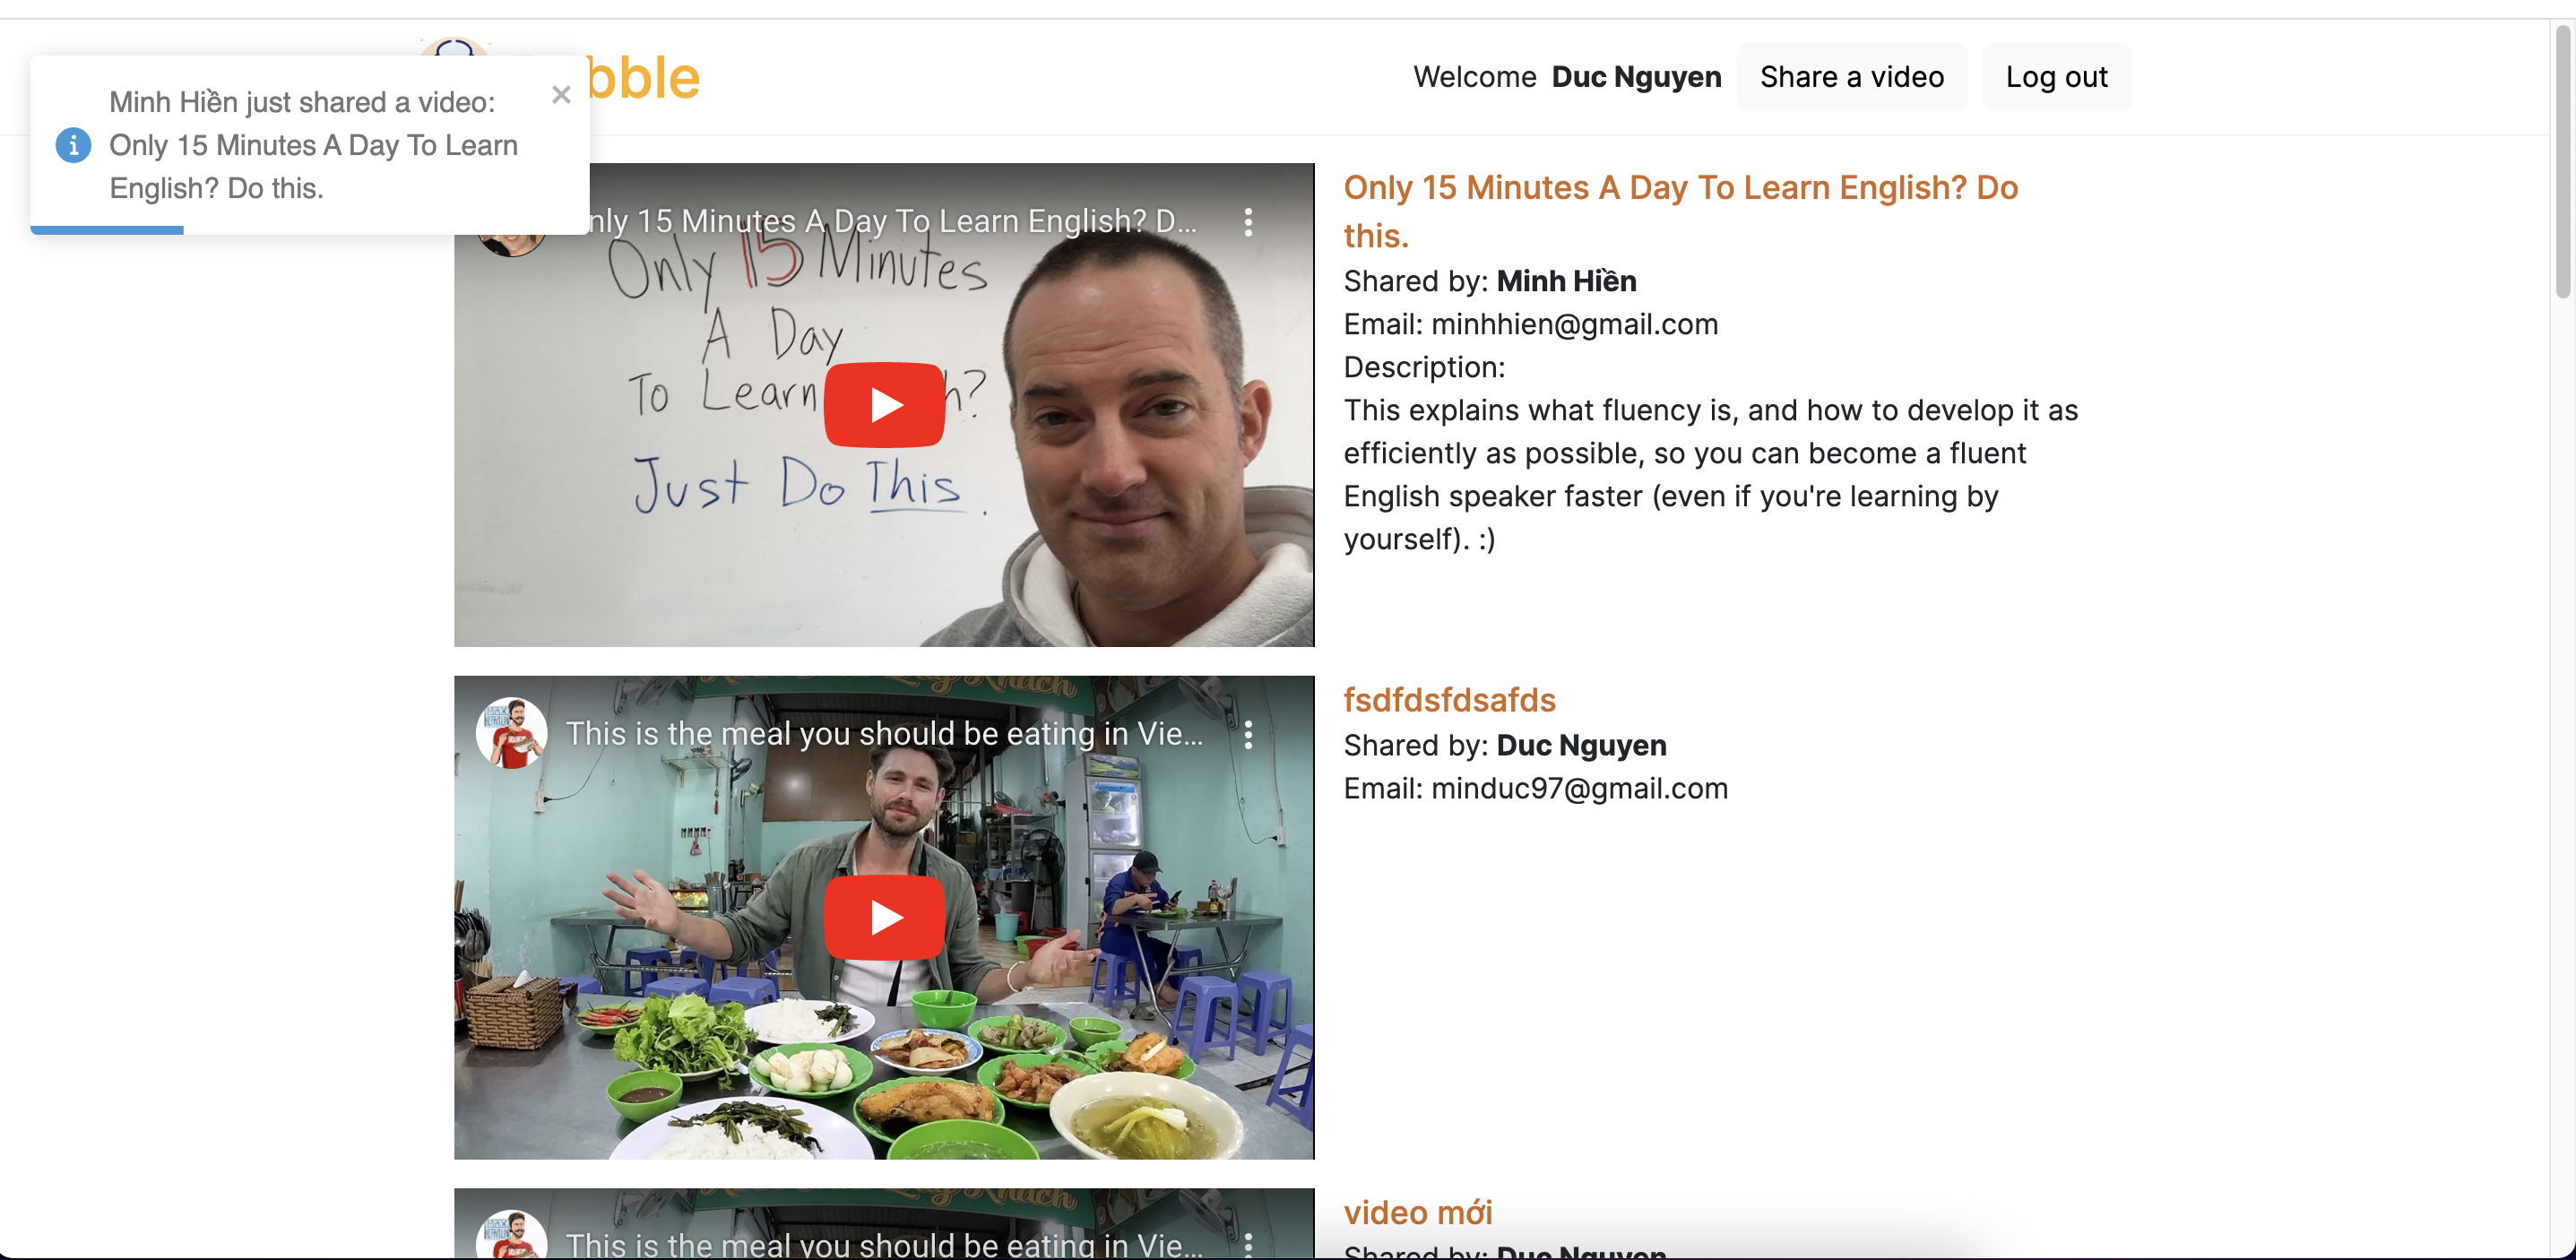 bble
Welcome Duc Nguyen
Share a video
Log out
Minh Hiền just shared a video:
Only 15 Minutes A Day To Learn
English? Do this.
nly 15 Minutes A Day To Learn English? D...
Only 15 Minutes
A Day
To Learn h?
Just Do This.
Only 15 Minutes A Day To Learn English? Do
this.
Shared by: Minh Hiền
Email: minhhien@gmail.com
Description:
This explains what fluency is, and how to develop it as
efficiently as possible, so you can become a fluent
English speaker faster (even if you're learning by
yourself). :)
This is the meal you should be eating in Vie...
fsdfdsfdsafds
Shared by: Duc Nguyen
Email: minduc97@gmail.com
This is the meal you should be eating in Vie...
video mới
Shared by: Duc Nguyen